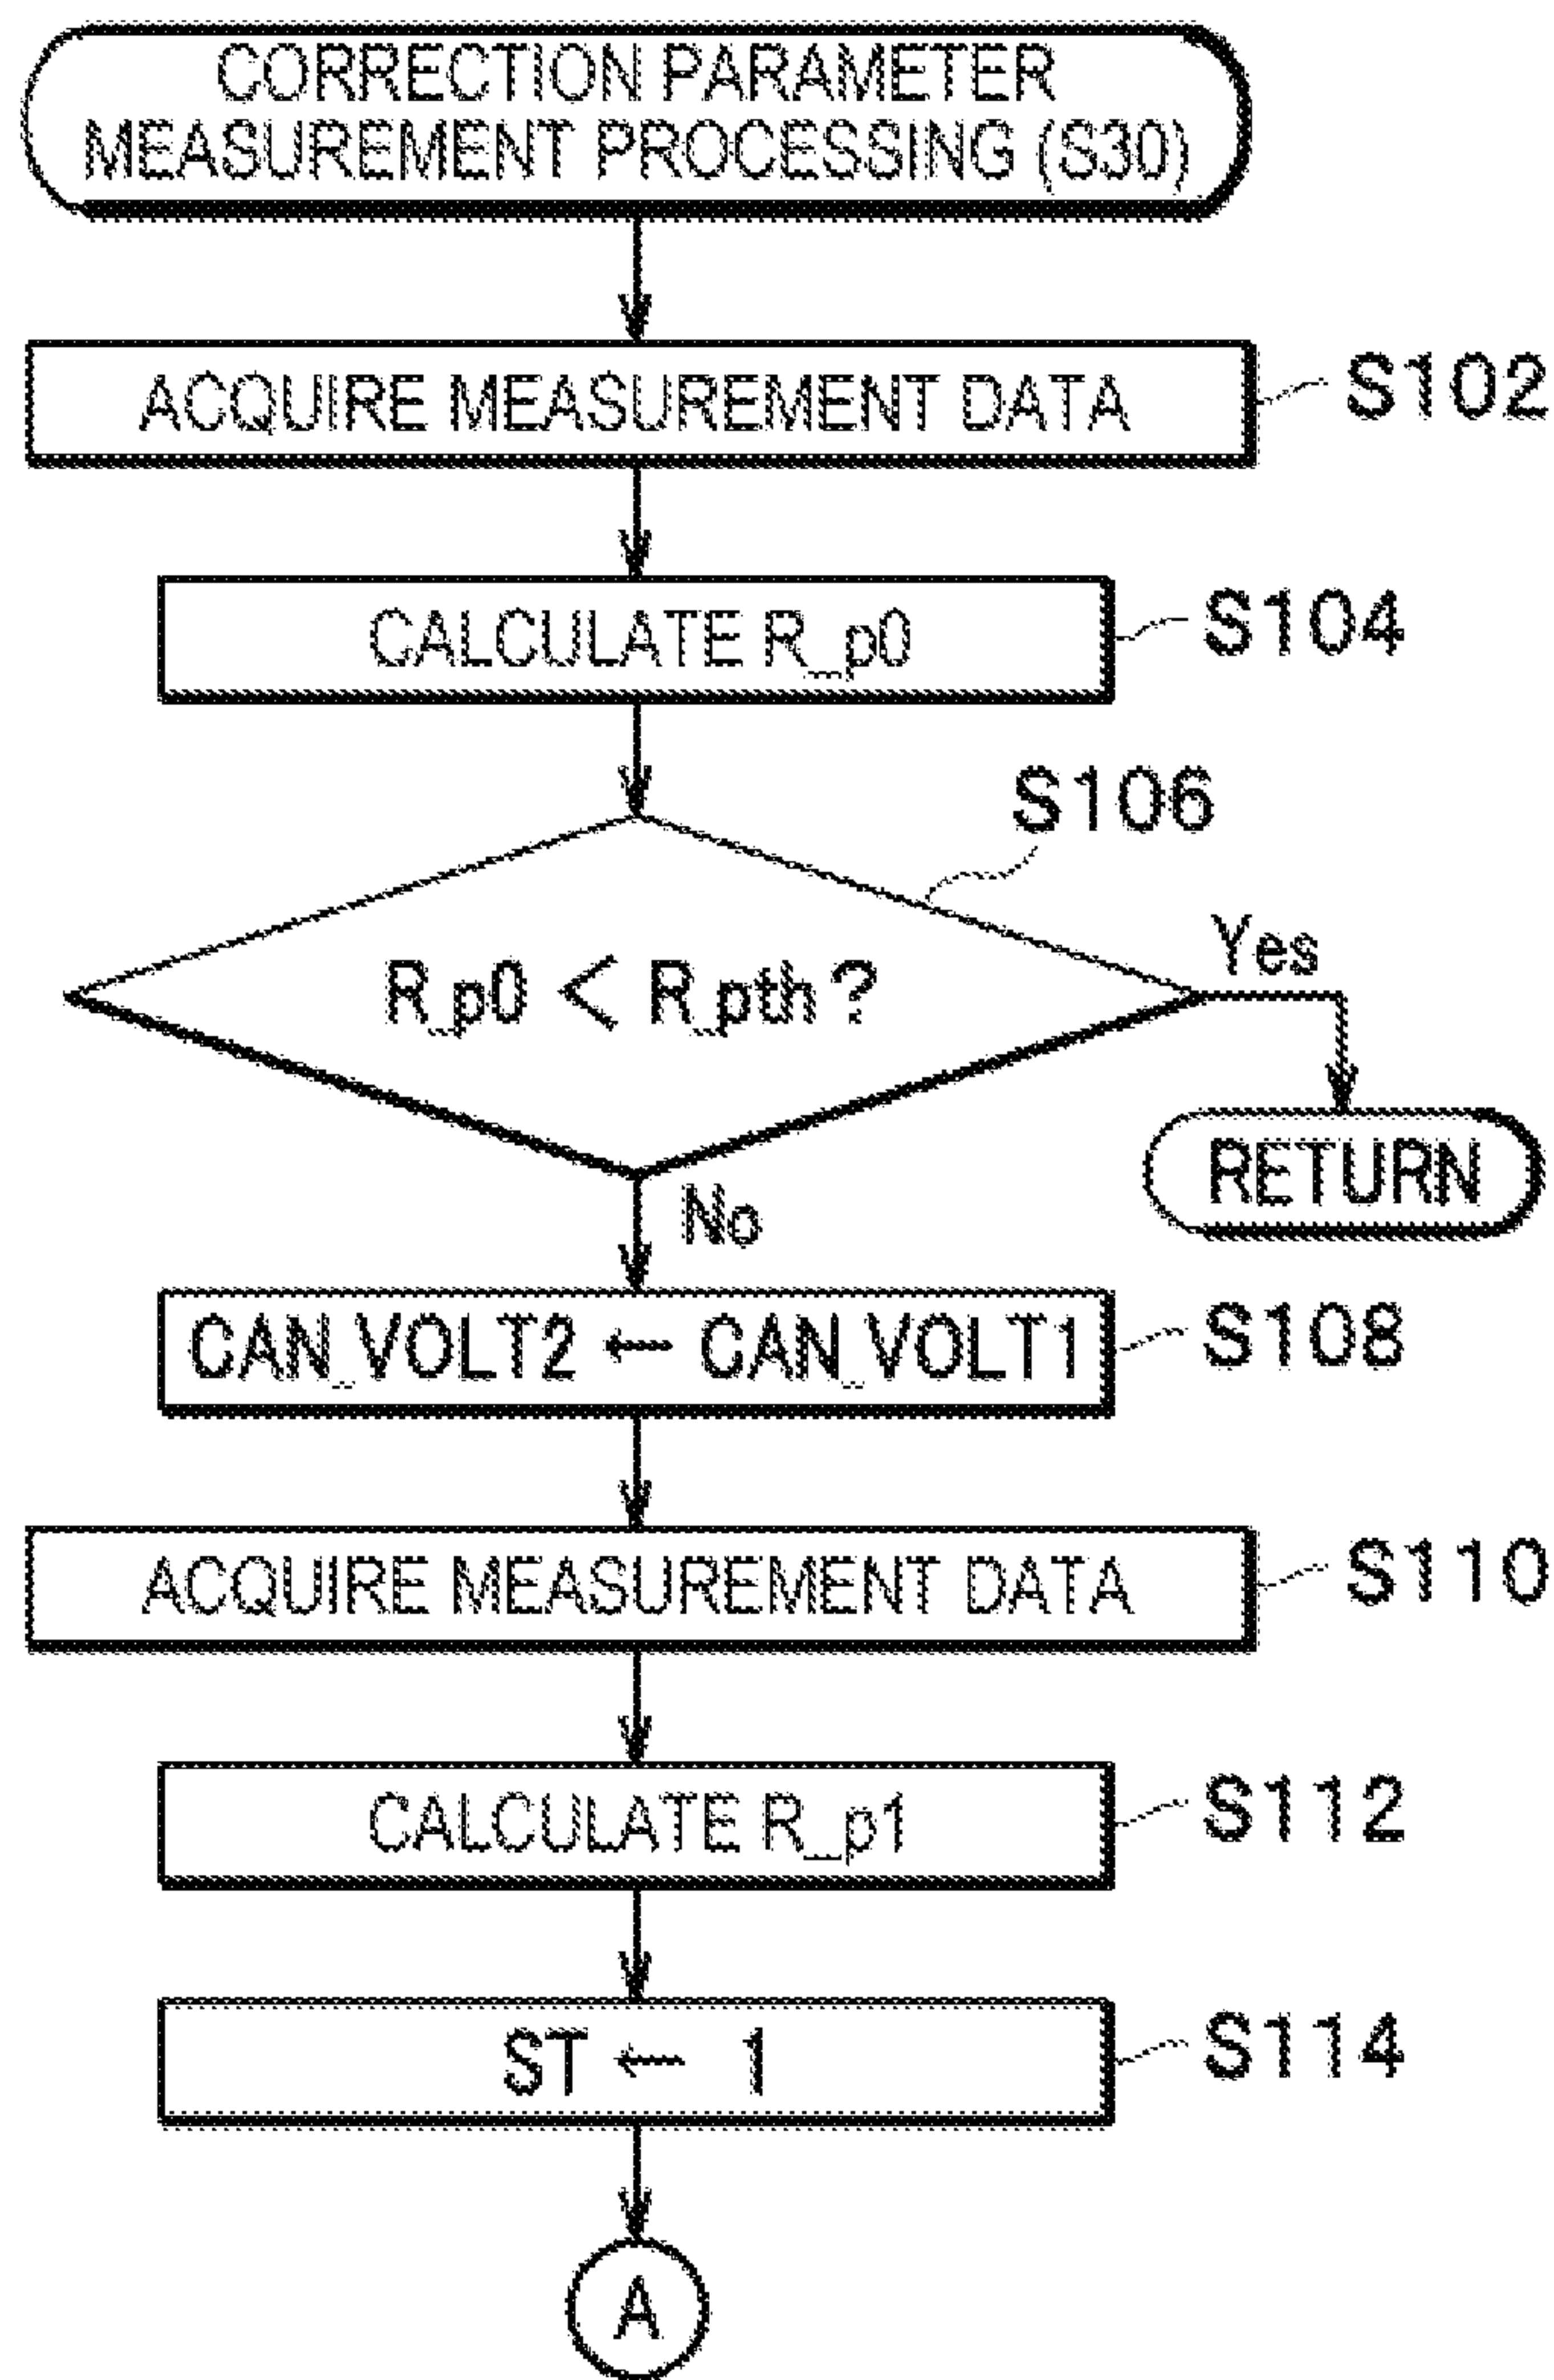 CORRECTION PARAMETER
MEASUREMENT PROCESSING (S30)
ACQUIRE MEASUREMENT DATA
S102
CALCULATE R_p0
S104
S106
R_p0 < R_pth ?
Yes
RETURN
No
CAN_VOLT2 ← CAN_VOLT1
S108
ACQUIRE MEASUREMENT DATA
S110
CALCULATE R_p1
S112
ST ← 1
S114
A